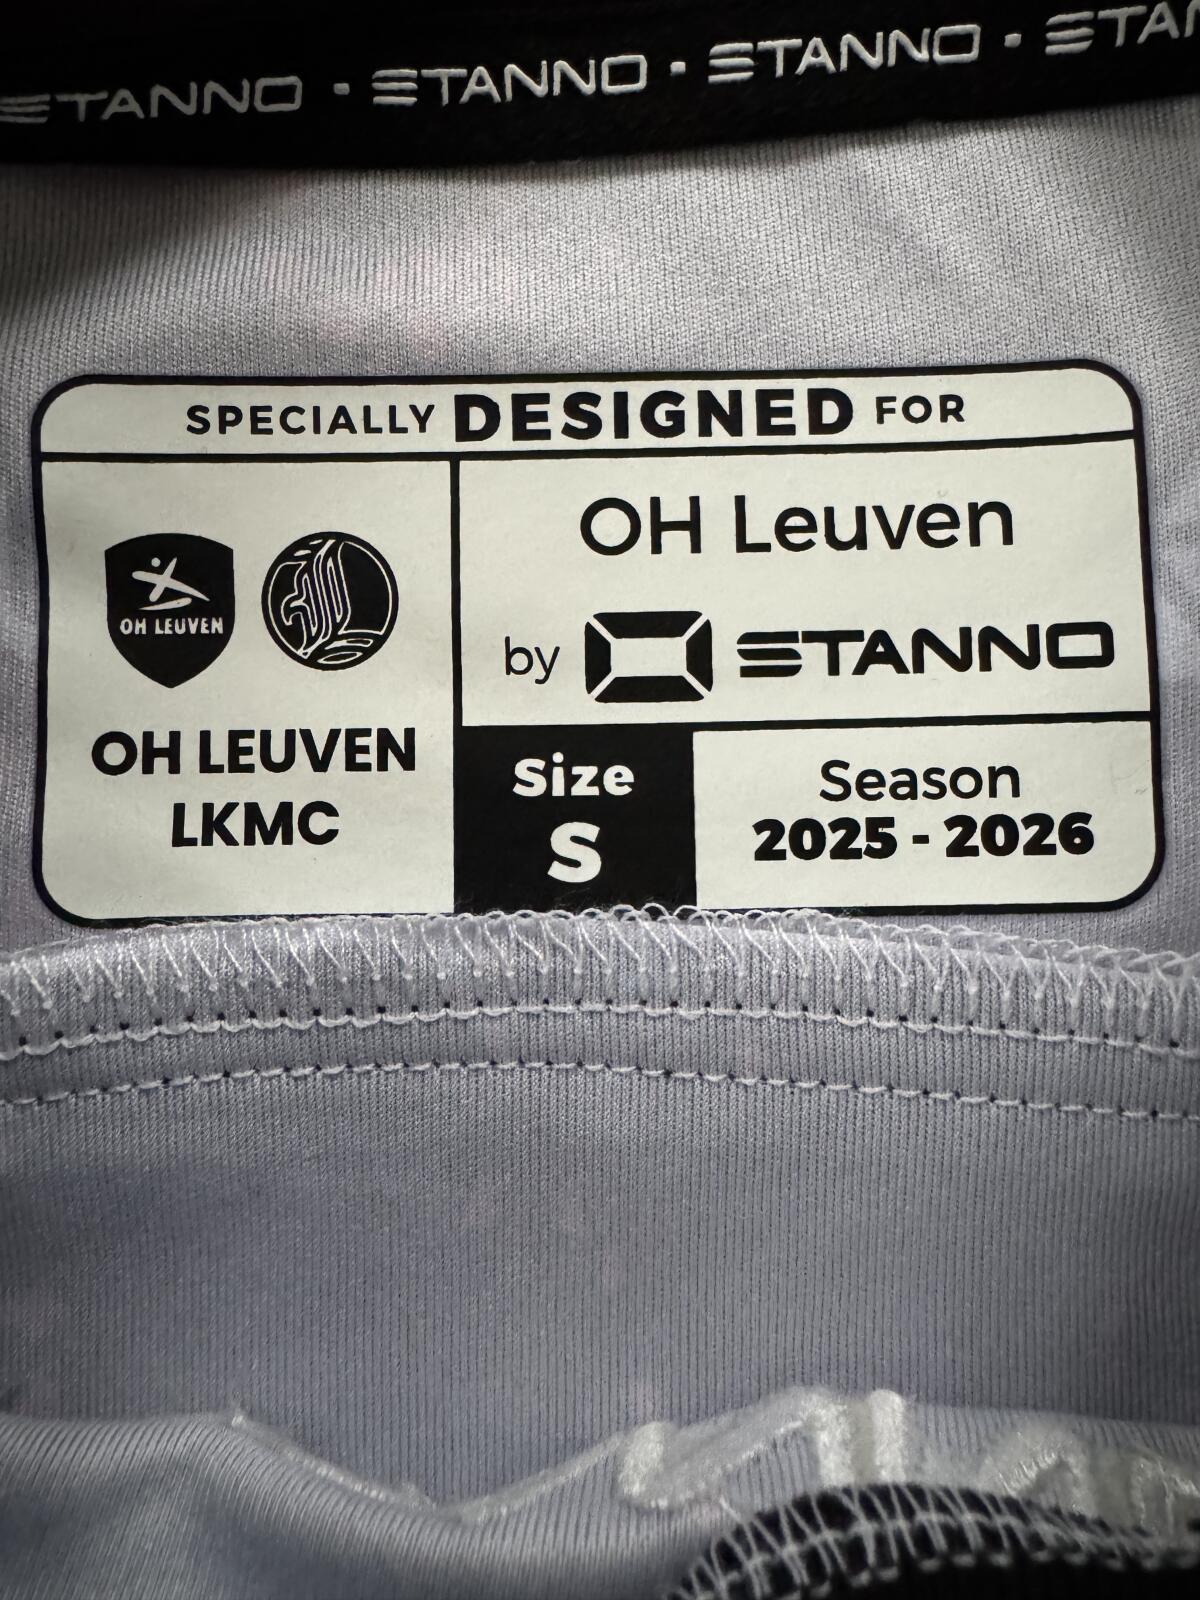 STANNO · STANNO · STANNO · STAN
SPECIALLY DESIGNED FOR
OH LEUVEN
OH LEUVEN
LKMC
OH Leuven
by STANNO
Size
S
Season
2025 - 2026